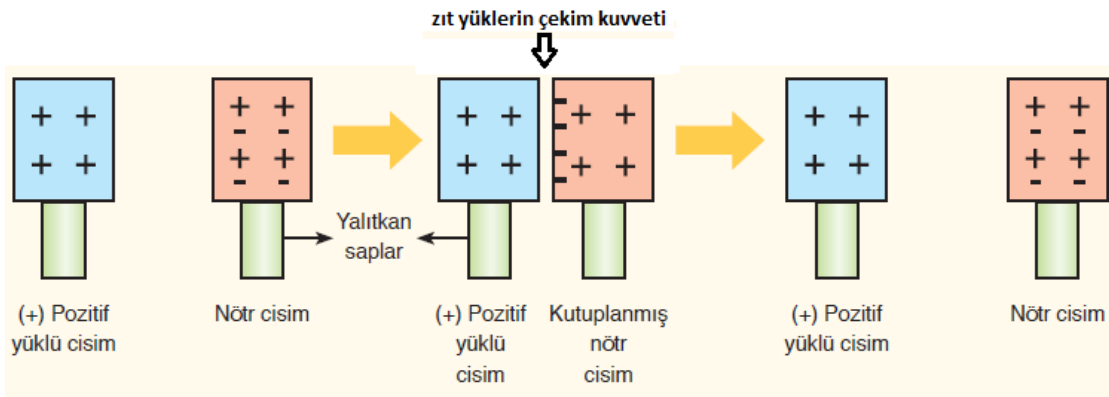 zıt yüklerin çekim kuvveti
+ +
+ +
+ +
- -
+ +
- -
+ +
+ +
- + +
-
- + +
-
+ +
+ +
+ +
- -
+ +
- -
Yalıtkan
saplar
(+) Pozitif
yüklü cisim
Nötr cisim
(+) Pozitif
yüklü
cisim
Kutuplanmış
nötr
cisim
(+) Pozitif
yüklü cisim
Nötr cisim